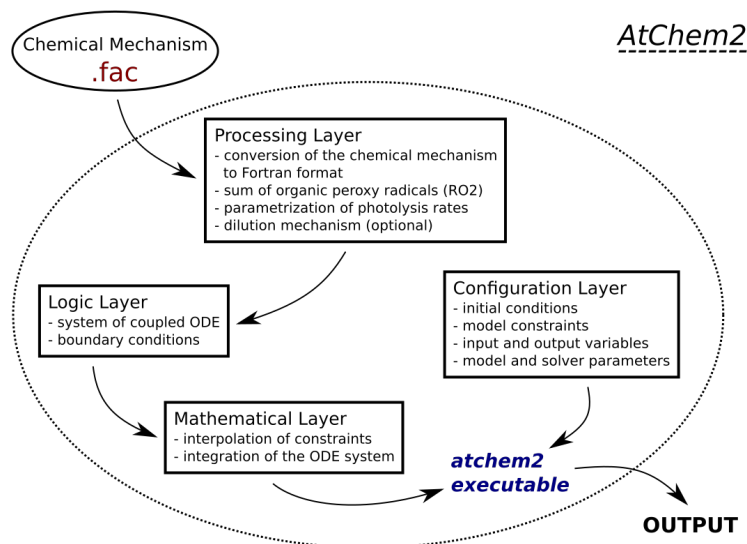 AtChem2
Chemical Mechanism
.fac
Processing Layer
- conversion of the chemical mechanism
to Fortran format
- sum of organic peroxy radicals (RO2)
- parametrization of photolysis rates
- dilution mechanism (optional)
Logic Layer
- system of coupled ODE
- boundary conditions
Configuration Layer
- initial conditions
- model constraints
- input and output variables
- model and solver parameters
Mathematical Layer
- interpolation of constraints
- integration of the ODE system
atchem2
executable
OUTPUT